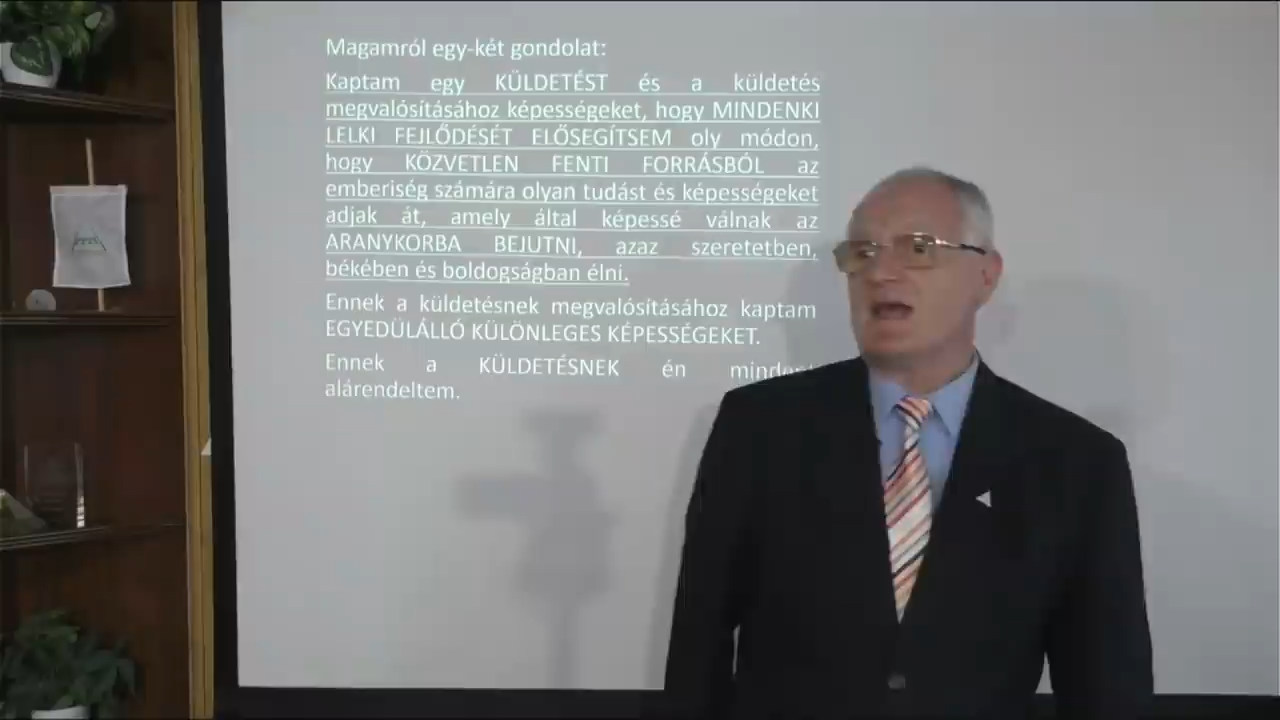 Magamról egy-két gondolat:
Kaptam egy KÜLDETÉST és a küldetés
megvalósításához képességeket, hogy MINDENKI
LELKI FEJLŐDÉSÉT ELŐSEGÍTSEM oly módon,
hogy KÖZVETLEN FENTI FORRÁSBÓL az
emberiség számára olyan tudást és képességeket
adjak át, amely által képessé válnak az
ARANYKORBA BEJUTNI, azaz szeretetben,
békében és boldogságban élni.
Ennek a küldetésnek megvalósításához kaptam
EGYEDÜLÁLLÓ KÜLÖNLEGES KÉPESSÉGEKET.
Ennek a KÜLDETÉSNEK én mindent
alárendeltem.